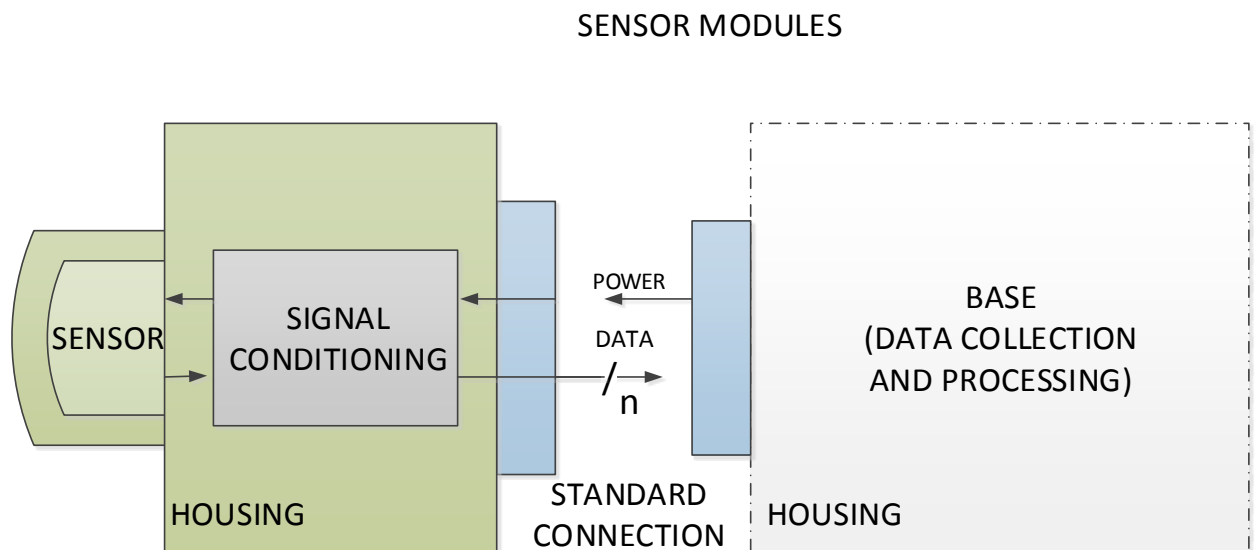 SENSOR MODULES
POWER
DATA
n
SENSOR
SIGNAL
CONDITIONING
BASE
(DATA COLLECTION
AND PROCESSING)
HOUSING
STANDARD
CONNECTION
HOUSING